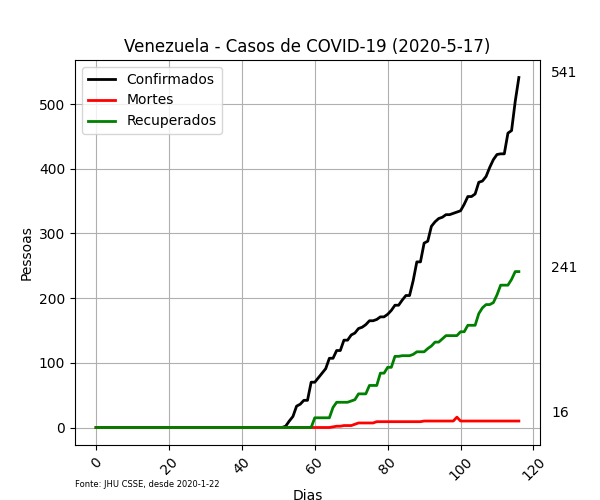 Venezuela - Casos de COVID-19 (2020-5-17)
Confirmados
Mortes
Recuperados
541
241
16
Pessoas
500
400
300
200
100
0
0
20
40
60
80
100
120
Dias
Fonte: JHU CSSE, desde 2020-1-22